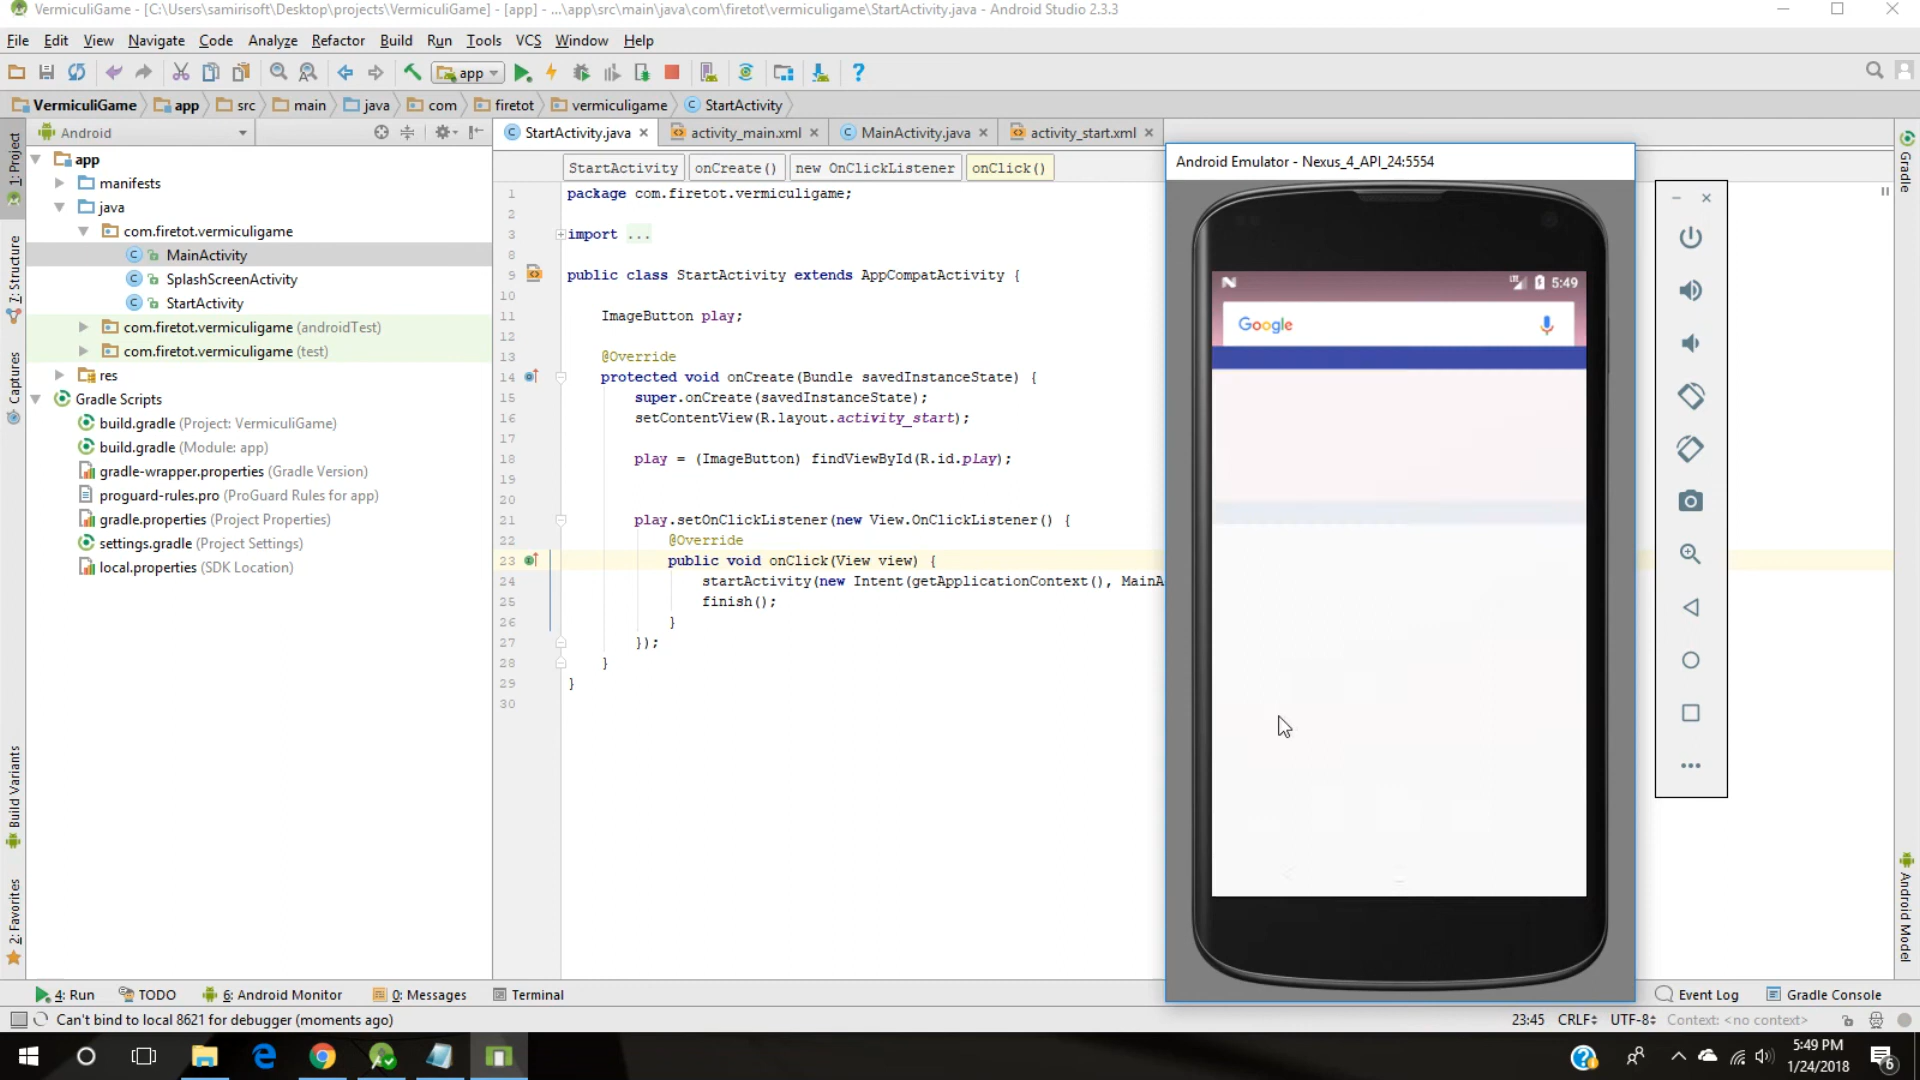 VermiculiGame - [C:\Users\samirisoft\Desktop\projects\VermiculiGame] - [app] - ...\app\src\main\java\com\firetot\vermiculigame\StartActivity.java - Android Studio 2.3.3
File Edit View Navigate Code Analyze Refactor Build Run Tools VCS Window Help
app
VermiculiGame app src main java com firetot vermiculigame StartActivity
Android
StartActivity.java activity_main.xml MainActivity.java activity_start.xml
StartActivity onCreate() new OnClickListener onClick()
1: Project
7: Structure
Captures
Build Variants
2: Favorites
app
manifests
java
com.firetot.vermiculigame
MainActivity
SplashScreenActivity
StartActivity
com.firetot.vermiculigame (androidTest)
com.firetot.vermiculigame (test)
res
Gradle Scripts
build.gradle (Project: VermiculiGame)
build.gradle (Module: app)
gradle-wrapper.properties (Gradle Version)
proguard-rules.pro (ProGuard Rules for app)
gradle.properties (Project Properties)
settings.gradle (Project Settings)
local.properties (SDK Location)
1 package com.firetot.vermiculigame;
2
3 import ...
8
9 public class StartActivity extends AppCompatActivity {
10
11 ImageButton play;
12
13 @Override
14 protected void onCreate(Bundle savedInstanceState) {
15 super.onCreate(savedInstanceState);
16 setContentView(R.layout.activity_start);
17
18 play = (ImageButton) findViewById(R.id.play);
19
20
21 play.setOnClickListener(new View.OnClickListener() {
22 @Override
23 public void onClick(View view) {
24 startActivity(new Intent(getApplicationContext(), MainA
25 finish();
26 }
27 });
28 }
29 }
30
Android Emulator - Nexus_4_API_24:5554
5:49
Google
Gradle
Android Model
4: Run TODO 6: Android Monitor 0: Messages Terminal Event Log Gradle Console
Can't bind to local 8621 for debugger (moments ago) 23:45 CRLF UTF-8 Context: <no context>
5:49 PM
1/24/2018
6